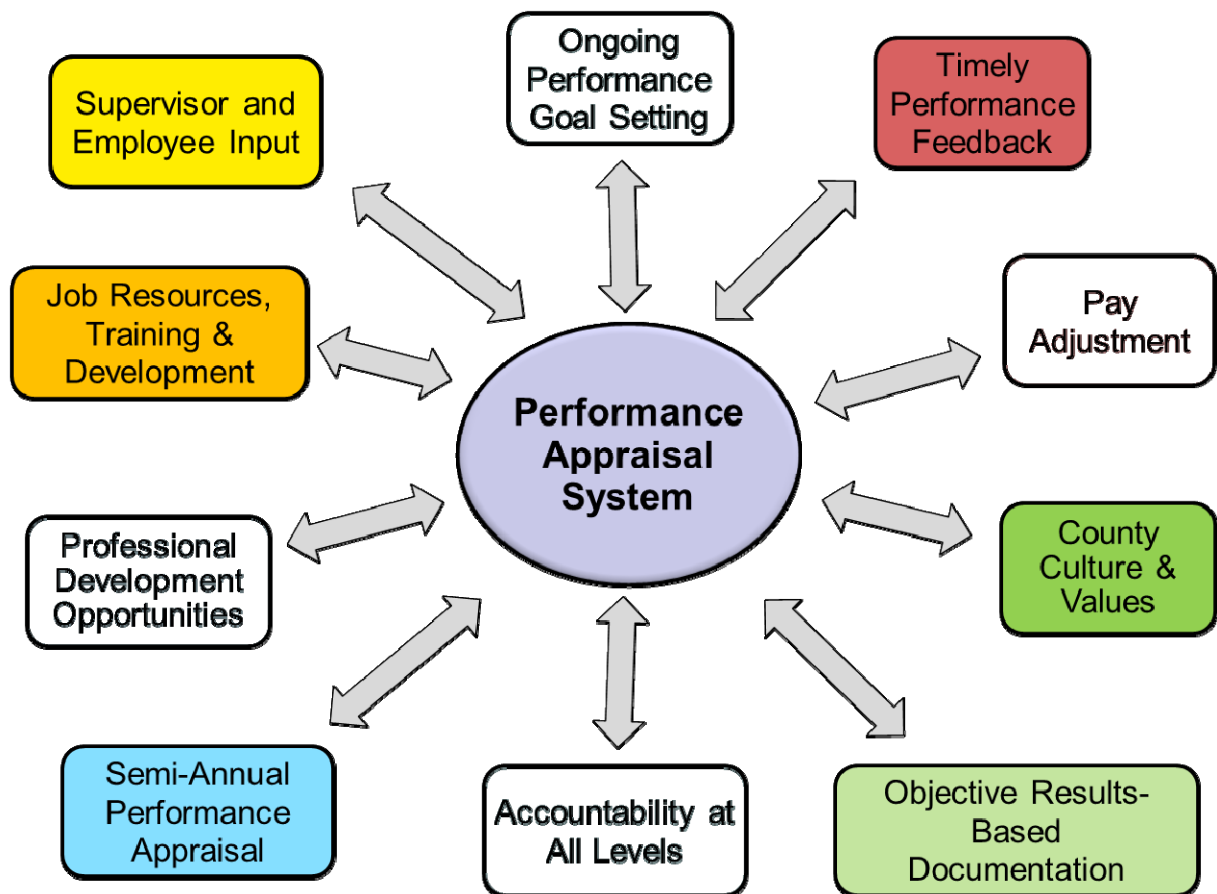 Ongoing
Performance
Goal Setting
Timely
Performance
Feedback
Supervisor and
Employee Input
Job Resources,
Training &
Development
Pay
Adjustment
Performance
Appraisal
System
Professional
Development
Opportunities
County
Culture &
Values
Semi-Annual
Performance
Appraisal
Accountability at
All Levels
Objective Results-
Based
Documentation